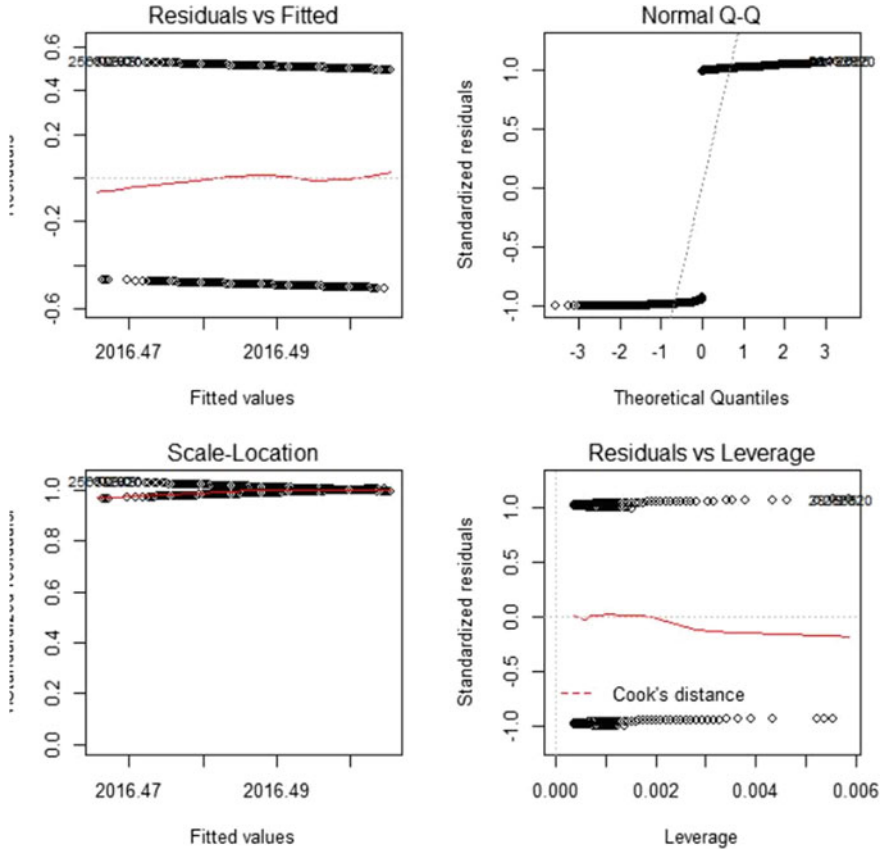 Residuals vs Fitted
0.6
0.4
0.2
-0.2
-0.6
2016.47 2016.49
Fitted values
Normal Q-Q
Standardized residuals
1.0
0.5
0.0
-0.5
-1.0
-3 -2 -1 0 1 2 3
Theoretical Quantiles
Scale-Location
1.0
0.8
0.6
0.4
0.2
0.0
2016.47 2016.49
Fitted values
Residuals vs Leverage
Standardized residuals
1.0
0.5
0.0
-0.5
-1.0
Cook's distance
0.000 0.002 0.004 0.006
Leverage